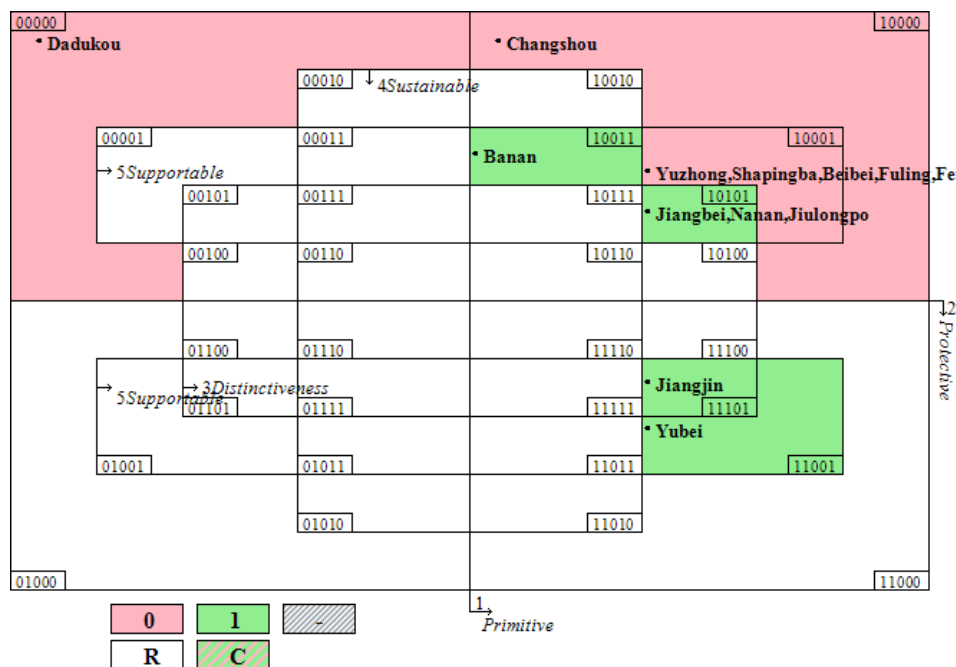 00000 10000
Dadukou Changshou
00010 4Sustainable 10010
00001 00011 10011 10001
Banan
5Supportable Yuzhong,Shapingba,Beibei,Fuling,Fe
00101 00111 10111 10101
Jiangbei,Nanan,Jiulongpo
00100 00110 10110 10100
2
Protective
01100 01110 11110 11100
5Supportable 3Distinctiveness Jiangjin
01101 01111 11111 11101
Yubei
01001 01011 11011 11001
01010 11010
01000 11000
1
Primitive
0 1 -
R C